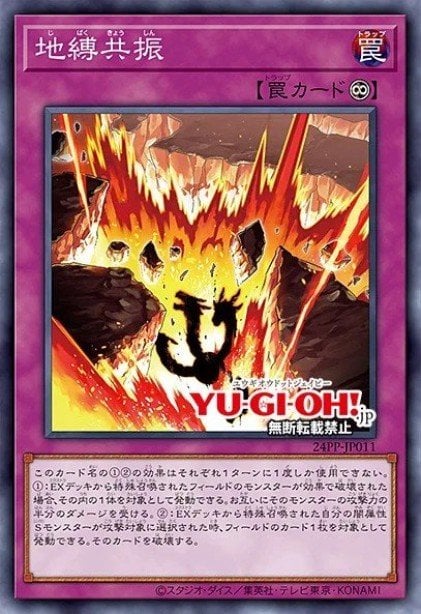 地縛共振
じ ばく きょう しん
罠
トラップ
【罠カード】
トラップ
ユウギオウドットジェイピー
YU-GI-OH!.jp
無断転載禁止
24PP-JP011
このカード名の①②の効果はそれぞれ1ターンに1度しか使用できない。
①:EXデッキから特殊召喚されたフィールドのモンスターが効果で破壊された
場合、その内の1体を対象として発動できる。お互いにそのモンスターの攻撃力の
半分のダメージを受ける。②:EXデッキから特殊召喚された自分の闇属性
Sモンスターが攻撃対象に選択された時、フィールドのカード1枚を対象として
発動できる。そのカードを破壊する。
©スタジオ・ダイス/集英社・テレビ東京・KONAMI